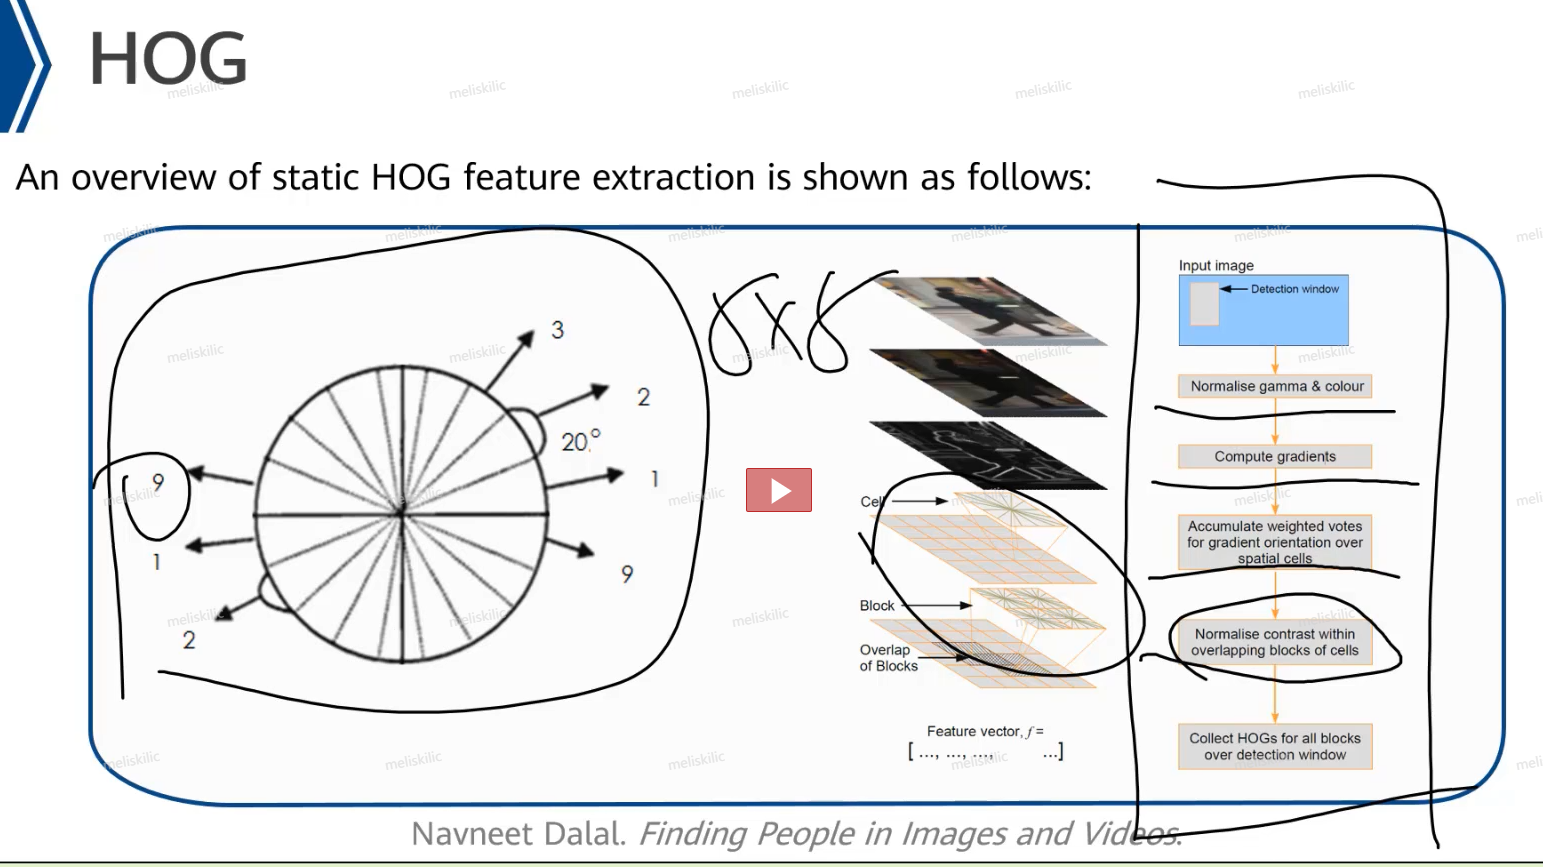 HOG
An overview of static HOG feature extraction is shown as follows:
3
2
20°
1
9
9
1
2
8x8
Cell
Block
Overlap
of Blocks
Feature vector, f =
[ ..., ..., ..., ...]
Input image
Detection window
Normalise gamma & colour
Compute gradients
Accumulate weighted votes
for gradient orientation over
spatial cells
Normalise contrast within
overlapping blocks of cells
Collect HOGs for all blocks
over detection window
Navneet Dalal. Finding People in Images and Videos.
meliskilic